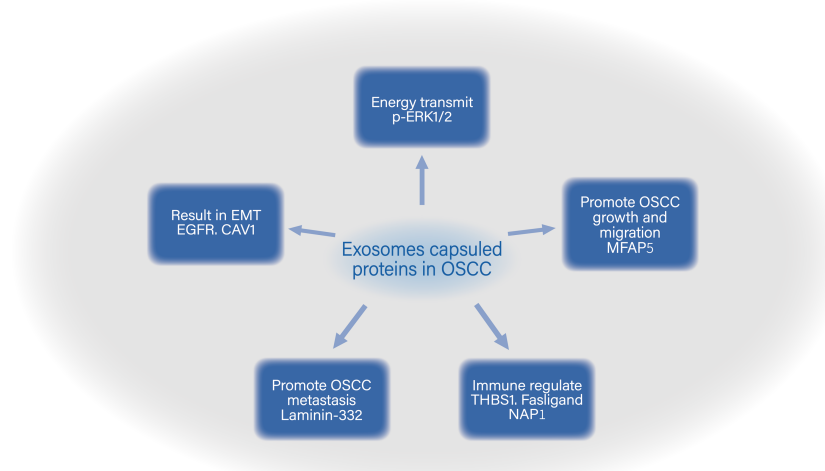 Energy transmit
p-ERK1/2
Result in EMT
EGFR. CAV1
Promote OSCC
growth and
migration
MFAP5
Exosomes capsuled
proteins in OSCC
Promote OSCC
metastasis
Laminin-332
Immune regulate
THBS1. Fasligand
NAP1